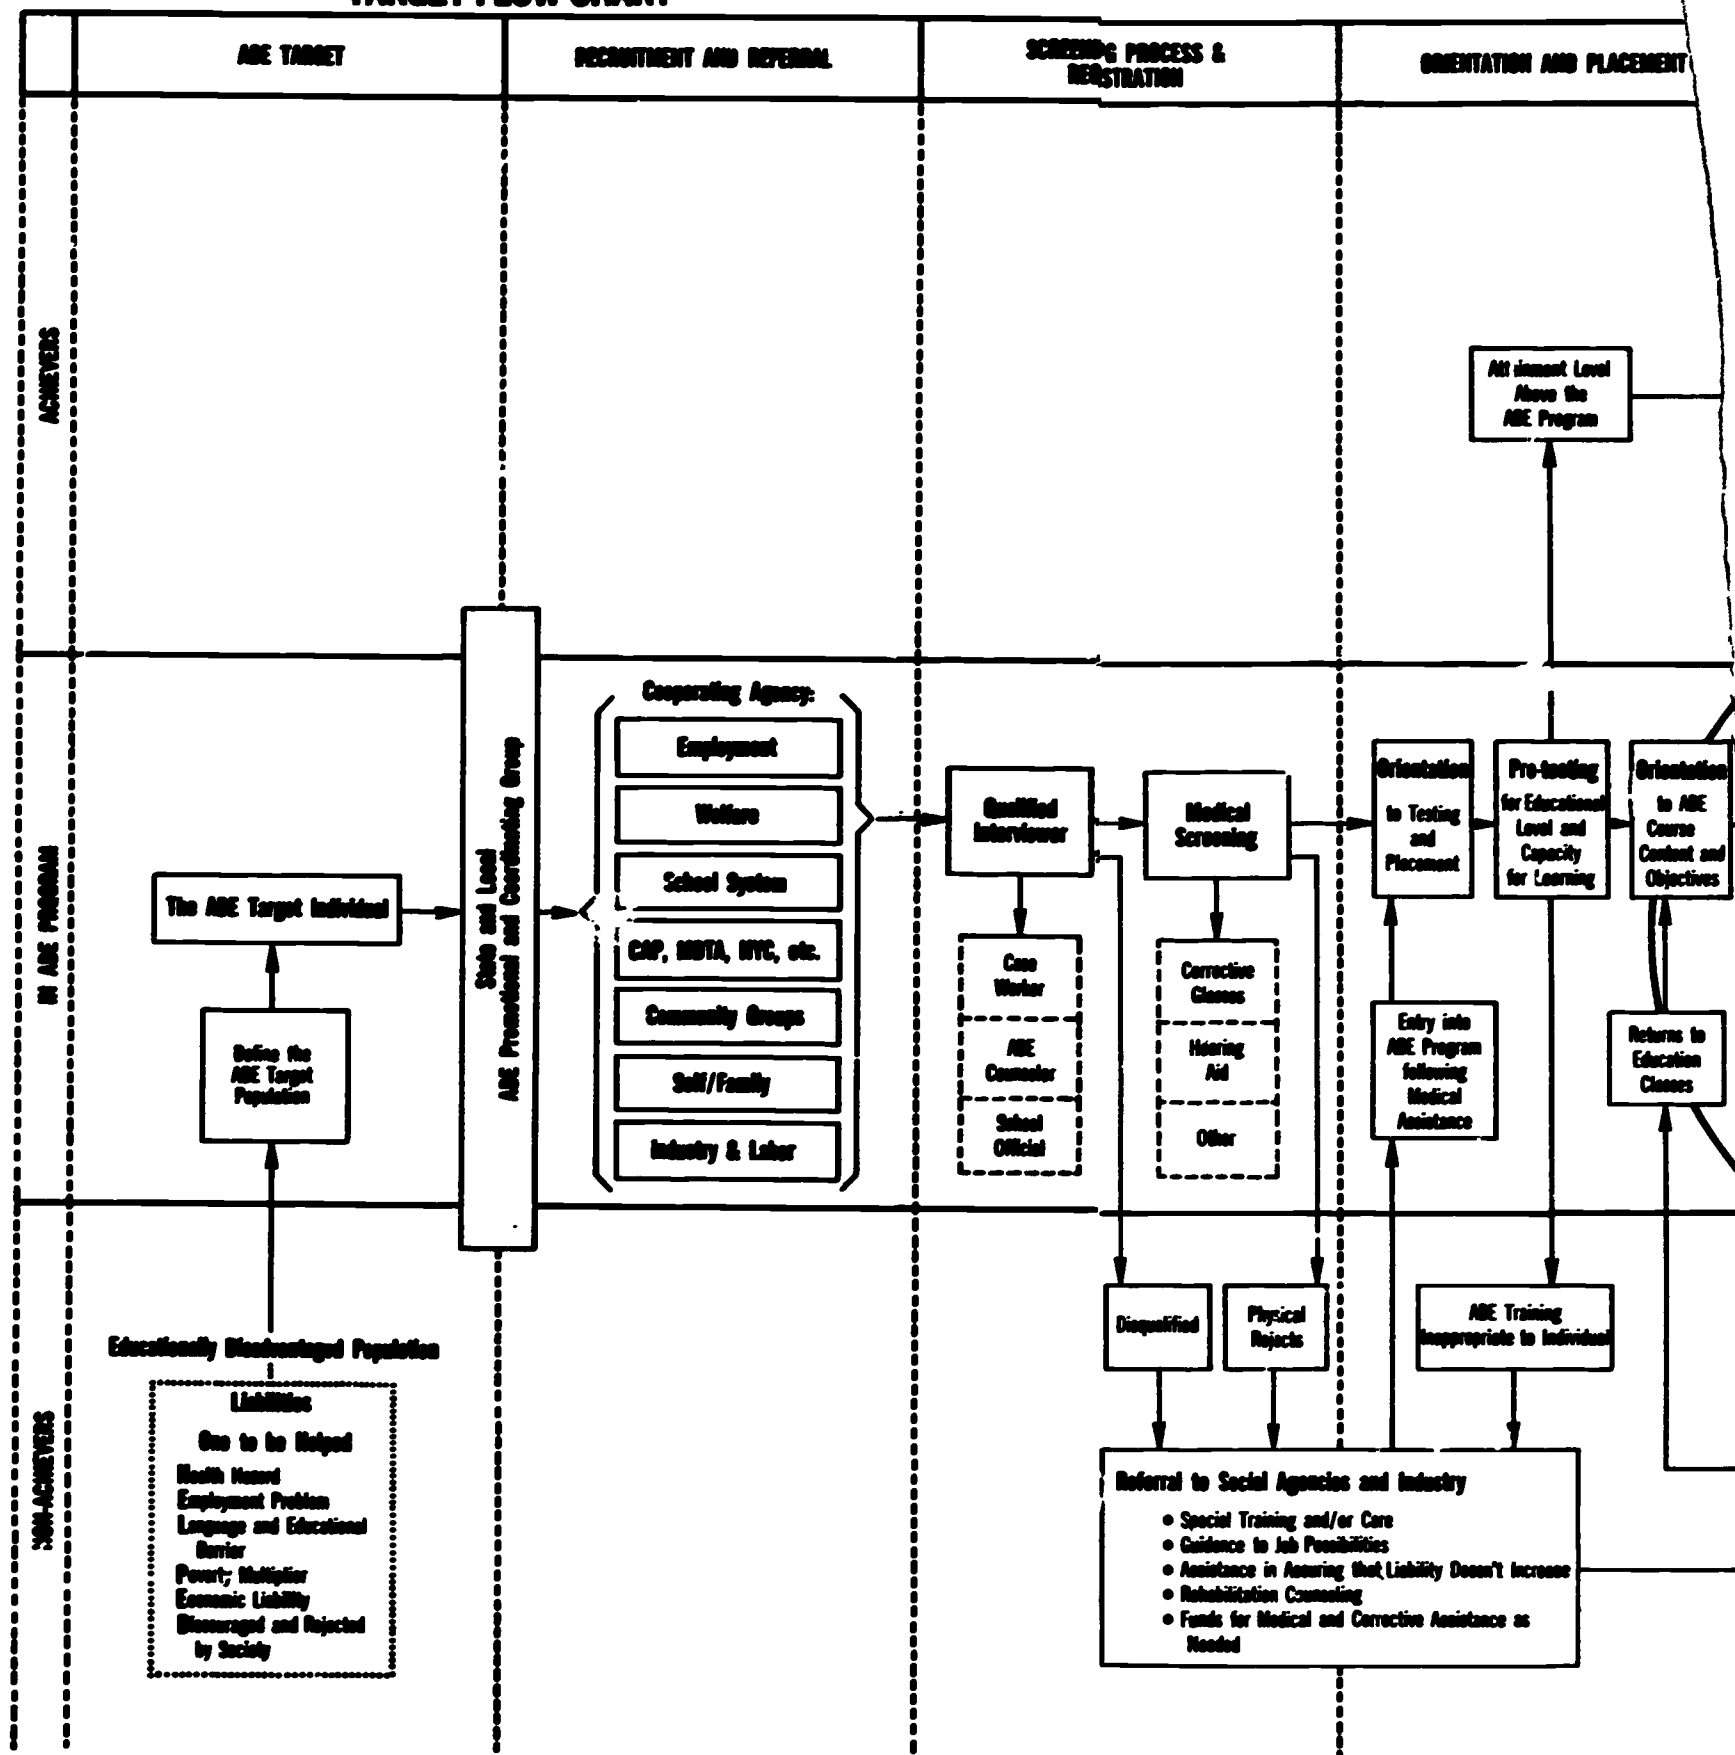 TARGET FLOW CHART
ABE TARGET
RECRUITMENT AND REFERRAL
SCREENING PROCESS &
REGISTRATION
ORIENTATION AND PLACEMENT
ACHIEVERS
Attainment Level
Above the
ABE Program
IN ABE PROGRAM
The ABE Target Individual
Define the
ABE Target
Population
State and Local
ABE Promotional and Coordinating Group
Cooperating Agency:
Employment
Welfare
School System
CAP, MDTA, NYC, etc.
Community Groups
Self/Family
Industry & Labor
Qualified
Interviewer
Case
Worker
ABE
Counselor
School
Official
Medical
Screening
Corrective
Glasses
Hearing
Aid
Other
Orientation
to Testing
and
Placement
Pre-testing
for Educational
Level and
Capacity
for Learning
Orientation
to ABE
Course
Content and
Objectives
Entry into
ABE Program
following
Medical
Assistance
Returns to
Education
Classes
NON-ACHIEVERS
Educationally Disadvantaged Population
Liabilities
One to be Helped
Health Hazard
Employment Problem
Language and Educational
Barrier
Poverty Multiplier
Economic Liability
Discouraged and Rejected
by Society
Disqualified
Physical
Rejects
ABE Training
Inappropriate to Individual
Referral to Social Agencies and Industry
• Special Training and/or Care
• Guidance to Job Possibilities
• Assistance in Assuring that Liability Doesn't Increase
• Rehabilitation Counseling
• Funds for Medical and Corrective Assistance as
Needed